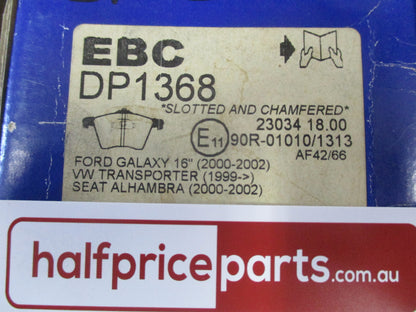 EBC
DP1368
*SLOTTED AND CHAMFERED*
23034 18.00
E11 90R-01010/1313
AF42/66
FORD GALAXY 16" (2000-2002)
VW TRANSPORTER (1999->)
SEAT ALHAMBRA (2000-2002)
halfpriceparts.com.au